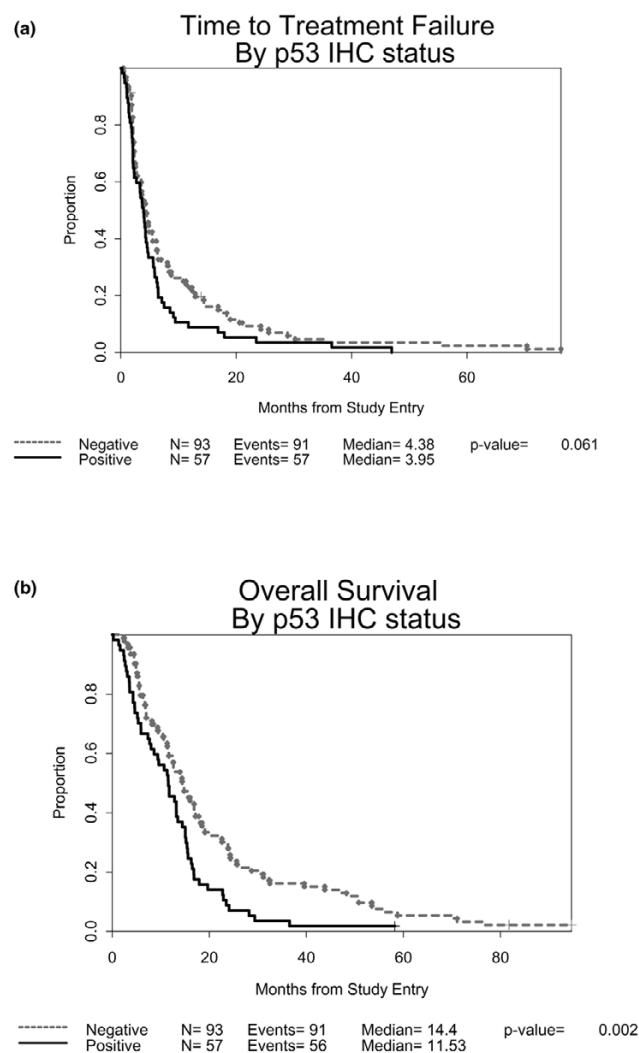 (a)
Time to Treatment Failure
By p53 IHC status
Proportion
0.8
0.6
0.4
0.2
0.0
0 20 40 60
Months from Study Entry
Negative N= 93 Events= 91 Median= 4.38 p-value= 0.061
Positive N= 57 Events= 57 Median= 3.95
(b)
Overall Survival
By p53 IHC status
Proportion
0.8
0.6
0.4
0.2
0.0
0 20 40 60 80
Months from Study Entry
Negative N= 93 Events= 91 Median= 14.4 p-value= 0.002
Positive N= 57 Events= 56 Median= 11.53